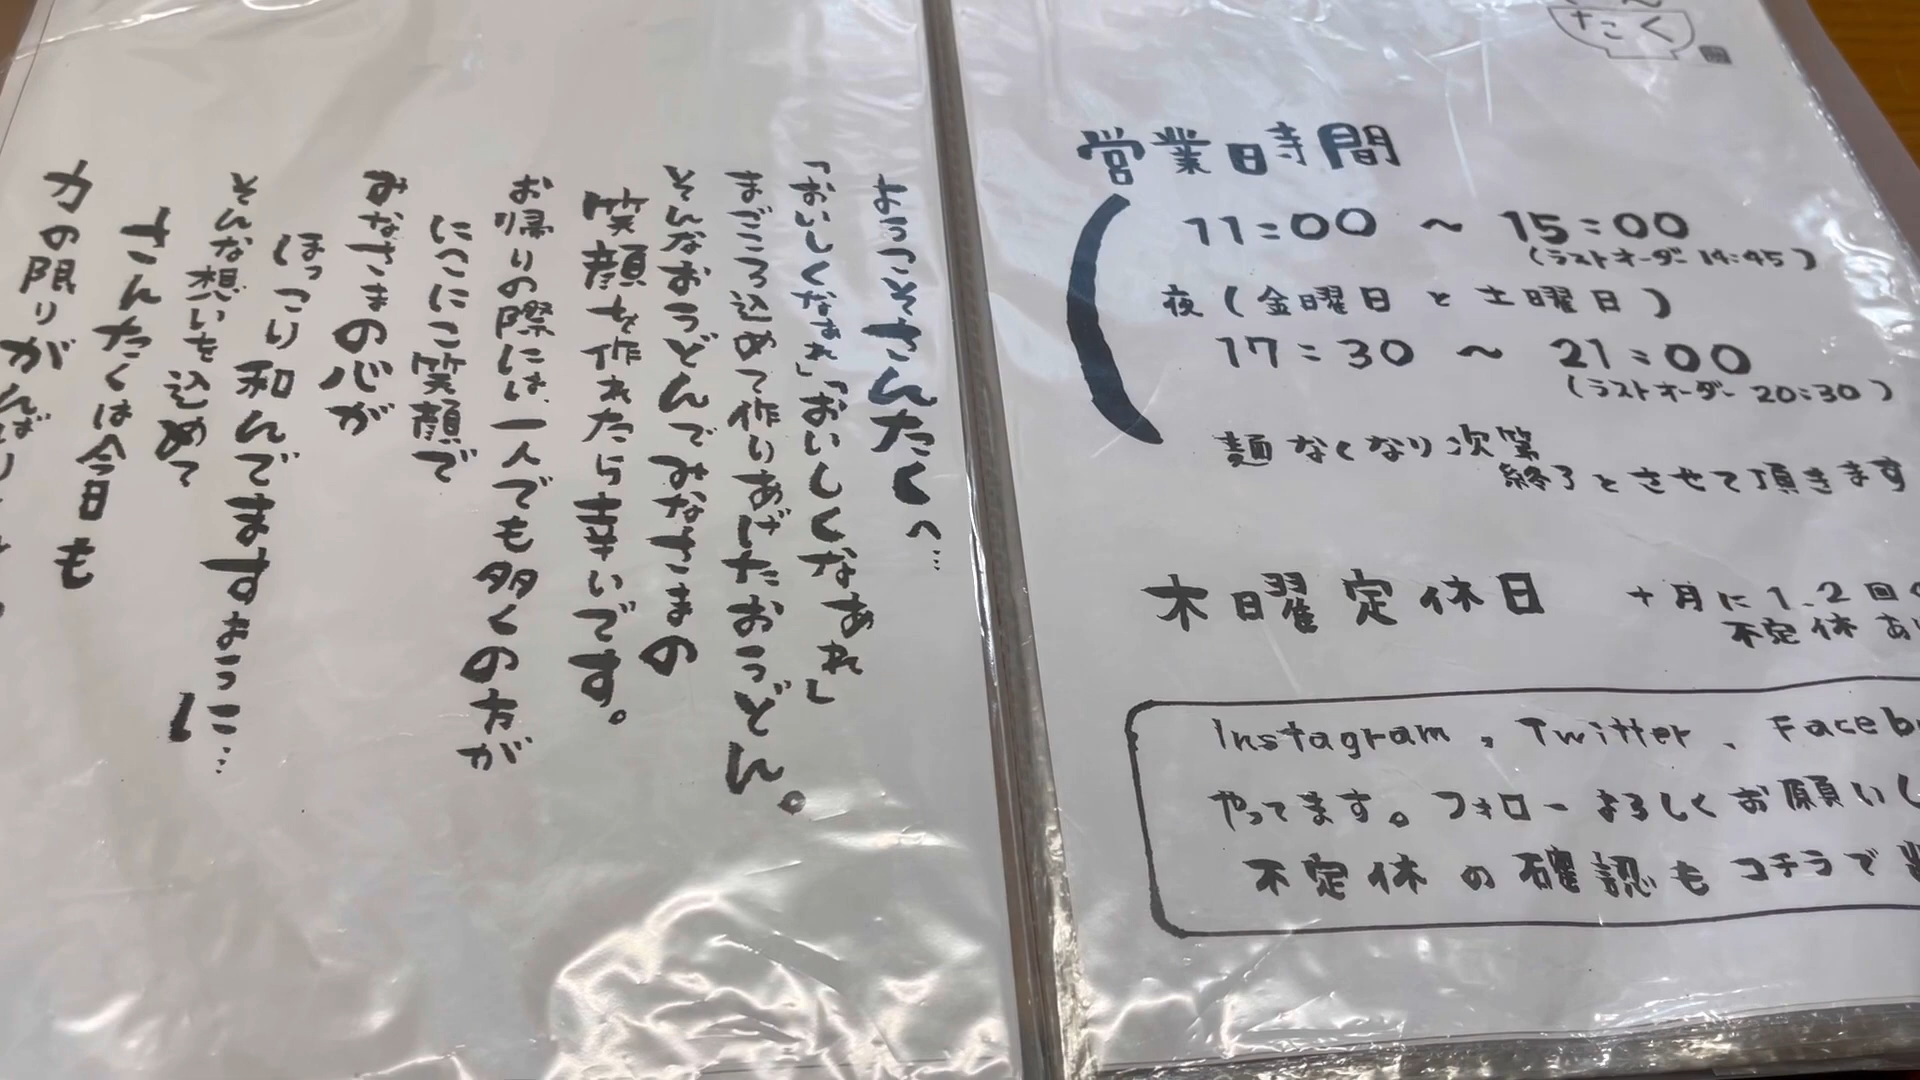 ようこそさんたくへ…
「おいしくなぁれ」「おいしくなあれ」
まごころ込めて作りあげたおうどん。
そんなおうどんでみなさまの
笑顔を作れたら幸いです。
お帰りの際には、一人でも多くの方が
にこにこ笑顔で
みなさまの心が
ほっこり和んでますように…
そんな想いを込めて
さんたくは今日も
力の限りがんばり
たく
営業時間
11:00 ~ 15:00
(ラストオーダー 14:45)
夜(金曜日と土曜日)
17:30 ~ 21:00
(ラストオーダー 20:30)
麺なくなり次第
終了とさせて頂きます
木曜定休日
+月に1.2回
不定休あ
Instagram, Twitter、Faceb
やってます。フォローよろしくお願いし
不定休の確認もコチラで